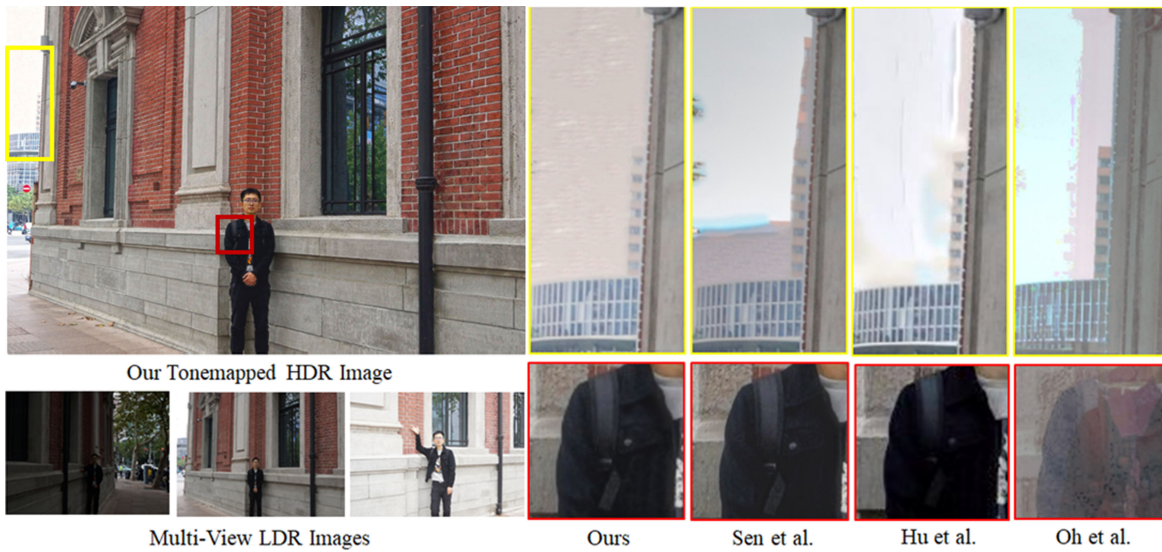 Our Tonemapped HDR Image
Multi-View LDR Images
Ours
Sen et al.
Hu et al.
Oh et al.